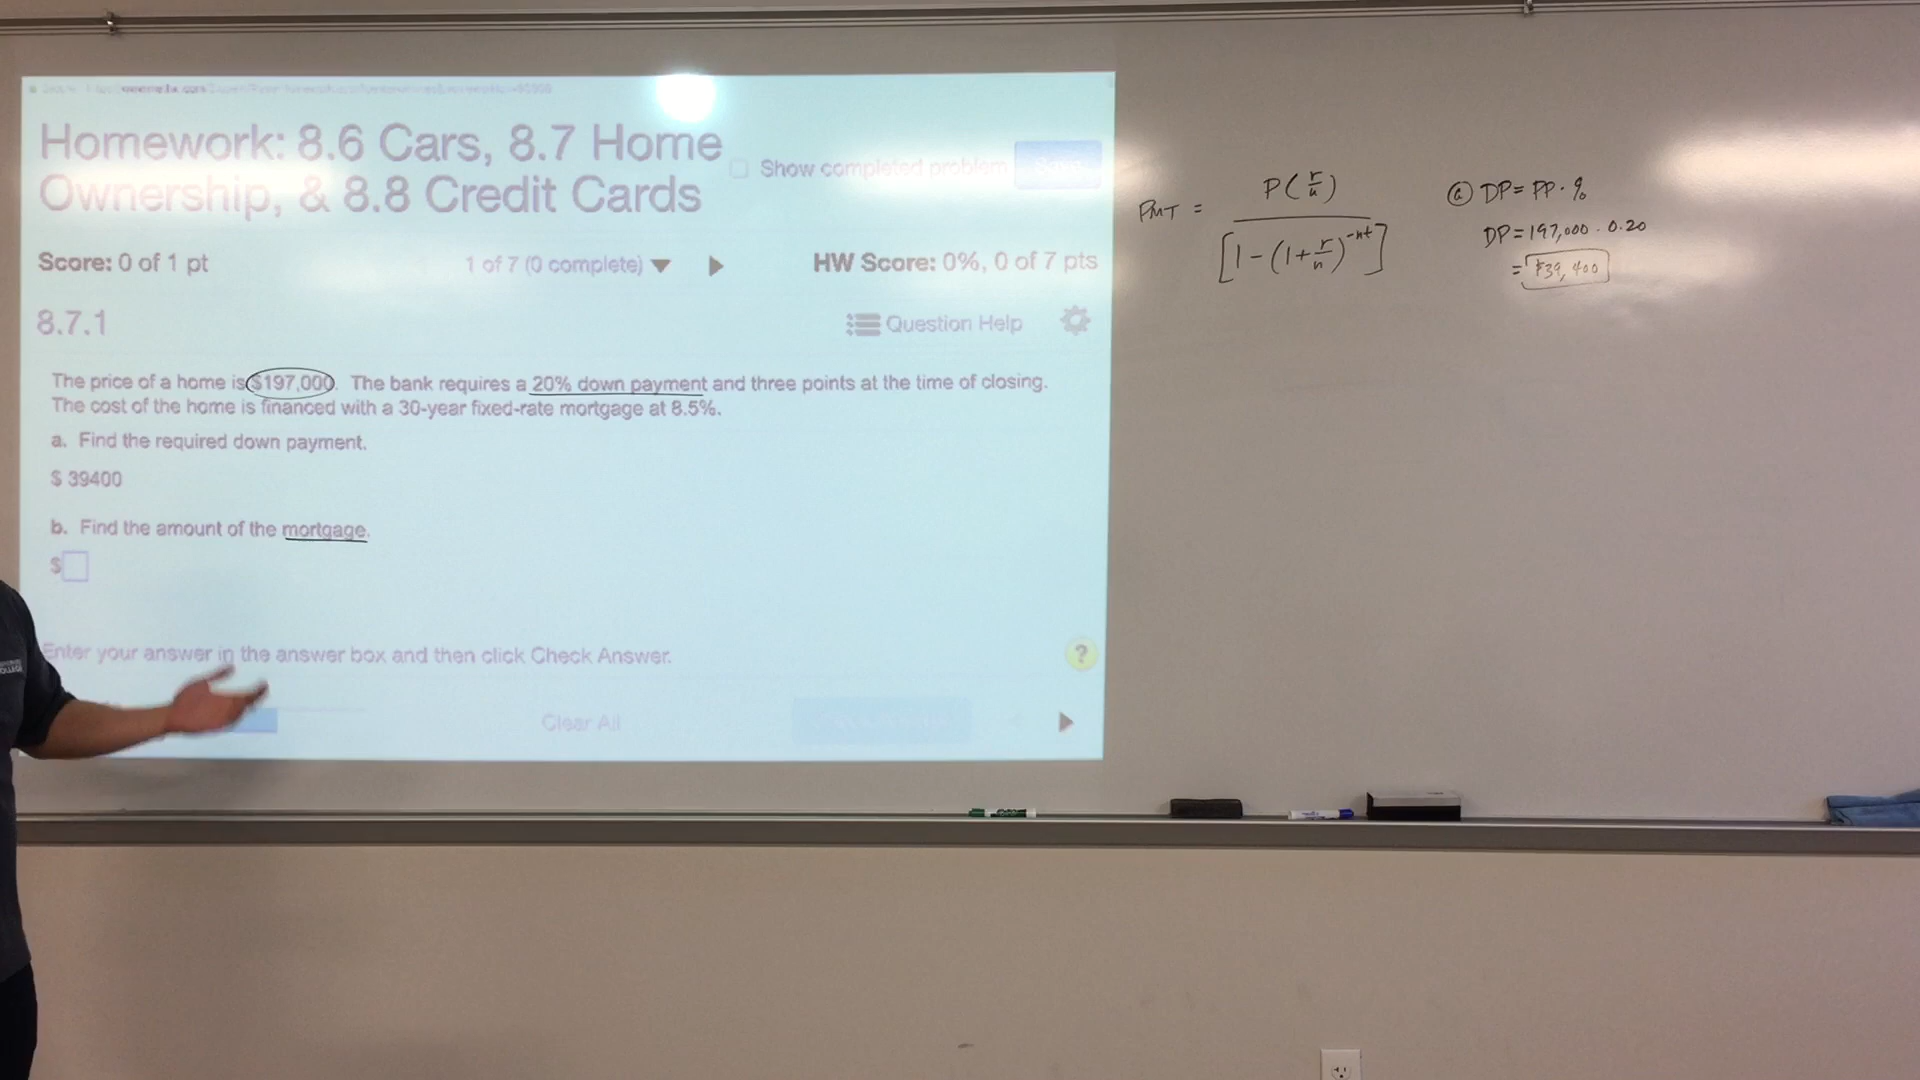 Homework: 8.6 Cars, 8.7 Home
Ownership, & 8.8 Credit Cards
Show completed problem
Save
Score: 0 of 1 pt
1 of 7 (0 complete)
HW Score: 0%, 0 of 7 pts
8.7.1
Question Help
The price of a home is $197,000. The bank requires a 20% down payment and three points at the time of closing.
The cost of the home is financed with a 30-year fixed-rate mortgage at 8.5%.
a. Find the required down payment.
$ 39400
b. Find the amount of the mortgage.
$
Enter your answer in the answer box and then click Check Answer.
?
Clear All
PMT = P(r/n) / [1-(1+r/n)^-nt]
ⓐ DP = PP · %
DP = 197,000 · 0.20
= $39,400